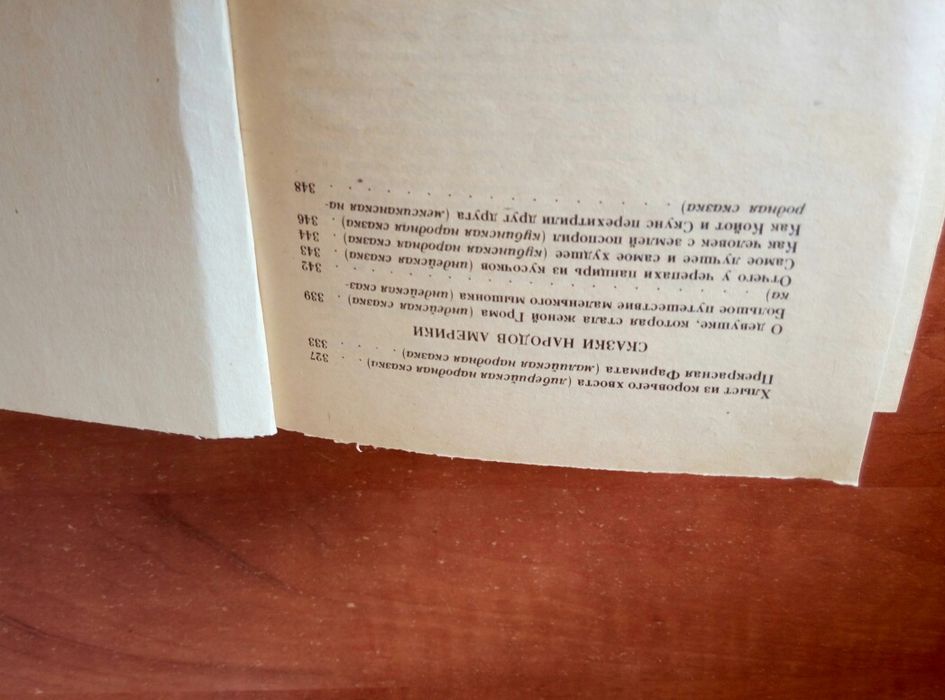 Хлыст из коровьего хвоста (либерийская народная сказка) . . . 327
Прекрасная Фаримата (малийская народная сказка) . . . . . 333
СКАЗКИ НАРОДОВ АМЕРИКИ
О девушке, которая стала женой Грома (индейская сказка) . 339
Большое путешествие маленького мышонка (индейская сказ-
ка) . . . . . . . . . . . . . . . . 342
Отчего у черепахи панцирь из кусочков (индейская сказка) . 343
Самое лучшее и самое худшее (кубинская народная сказка) . 344
Как человек с землей поспорил (кубинская народная сказка) . 346
Как Койот и Скунс перехитрили друг друга (мексиканская на-
родная сказка) . . . . . . . . . . . . . 348